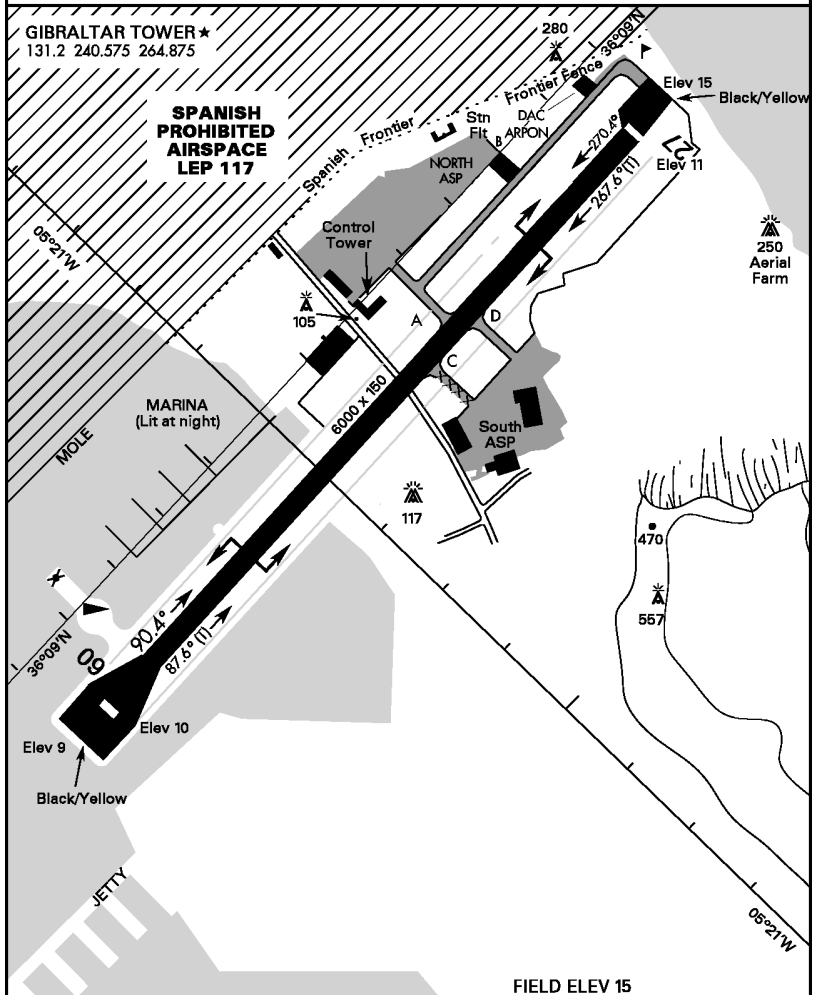 GIBRALTAR TOWER★
131.2 240.575 264.875
SPANISH
PROHIBITED
AIRSPACE
LEP 117
280
36°09'N
Elev 15
Black/Yellow
Frontier Fence
Spanish Frontier
Stn
Flt
DAC
ARPON
B
NORTH
ASP
270.4°
267.6°(T)
27
Elev 11
250
Aerial
Farm
05°21'W
Control
Tower
105
A
D
C
6000 x 150
MARINA
(Lit at night)
MOLE
South
ASP
117
470
557
90.4°
87.6°(T)
09
36°09'N
Elev 10
Elev 9
Black/Yellow
JETTY
05°21'W
FIELD ELEV 15